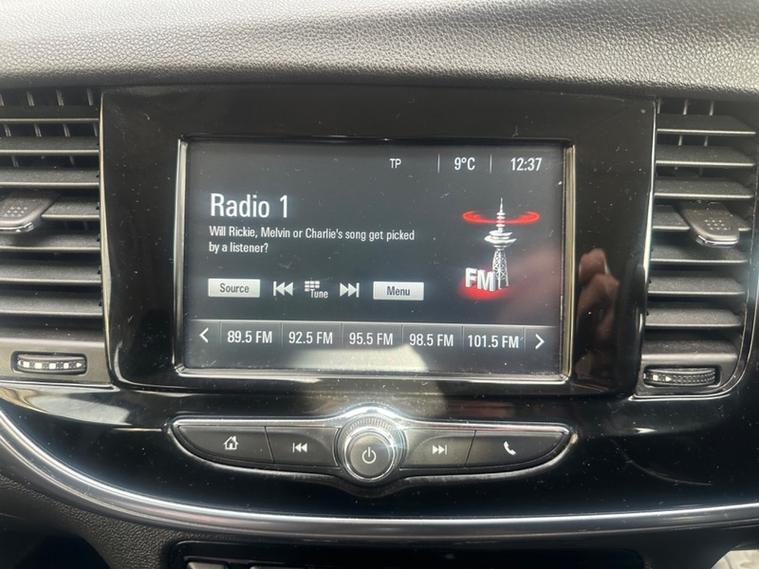 TP 9°C 12:37
Radio 1
Will Rickie, Melvin or Charlie's song get picked
by a listener?
FM
Source Tune Menu
89.5 FM 92.5 FM 95.5 FM 98.5 FM 101.5 FM